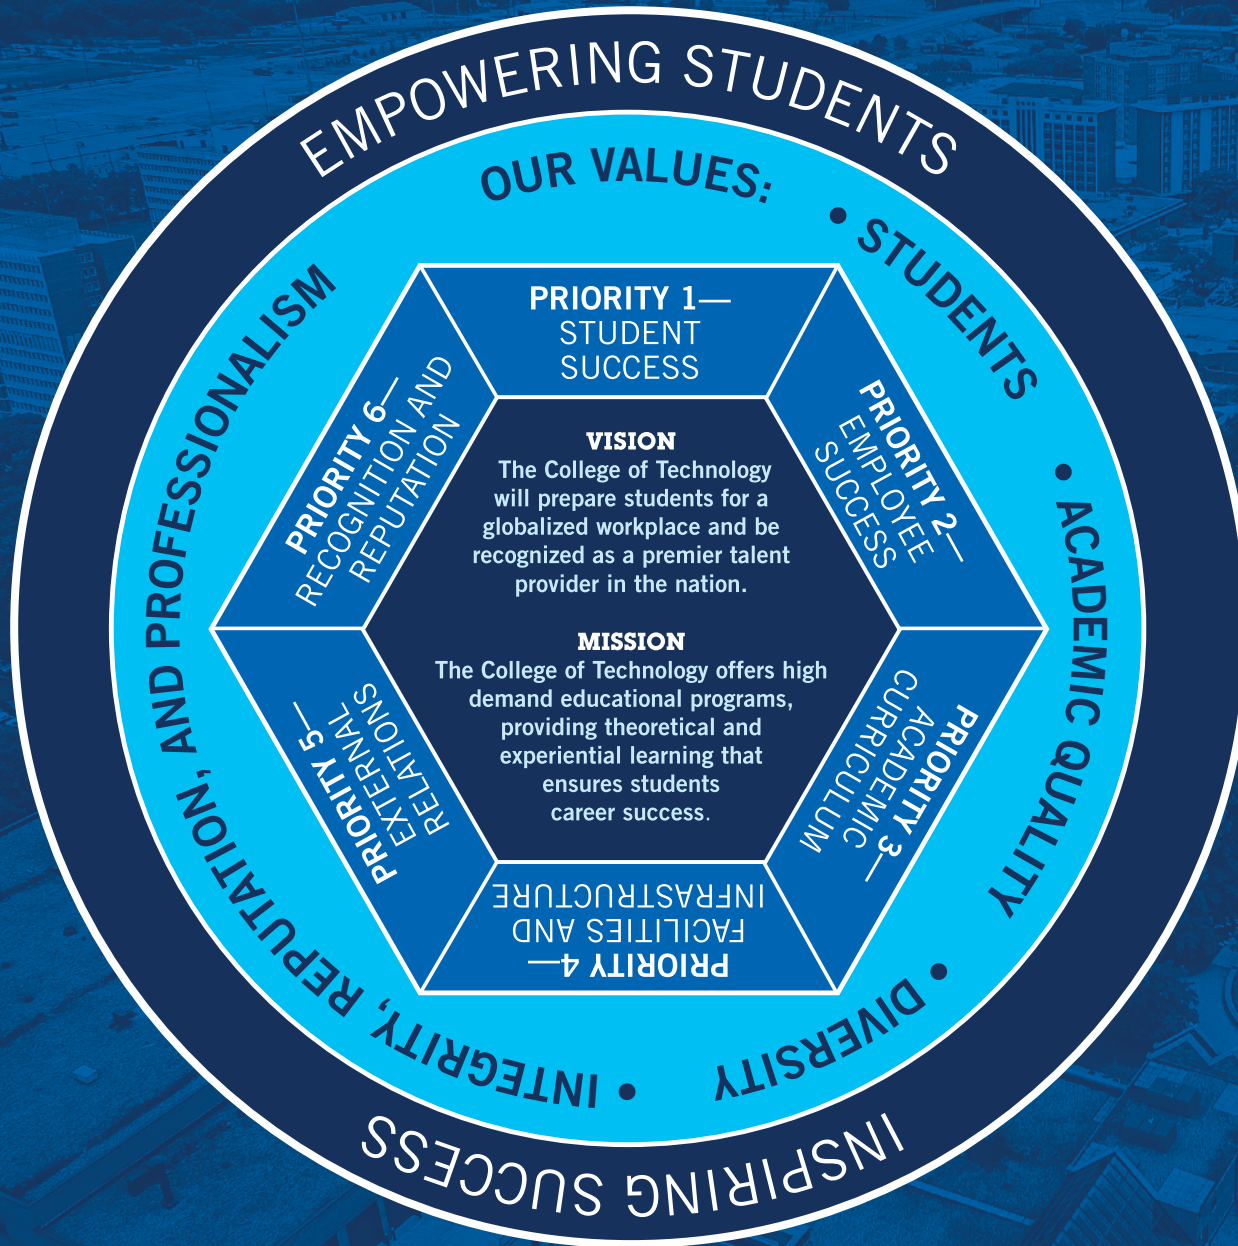 EMPOWERING STUDENTS
OUR VALUES:
• STUDENTS
• ACADEMIC QUALITY
• DIVERSITY
• INTEGRITY, REPUTATION, AND PROFESSIONALISM
PRIORITY 1—
STUDENT
SUCCESS
PRIORITY 2—
EMPLOYEE
SUCCESS
PRIORITY 3—
ACADEMIC
CURRICULUM
PRIORITY 4—
FACILITIES AND
INFRASTRUCTURE
PRIORITY 5—
EXTERNAL
RELATIONS
PRIORITY 6—
RECOGNITION AND
REPUTATION
VISION
The College of Technology
will prepare students for a
globalized workplace and be
recognized as a premier talent
provider in the nation.
MISSION
The College of Technology offers high
demand educational programs,
providing theoretical and
experiential learning that
ensures students
career success.
INSPIRING SUCCESS